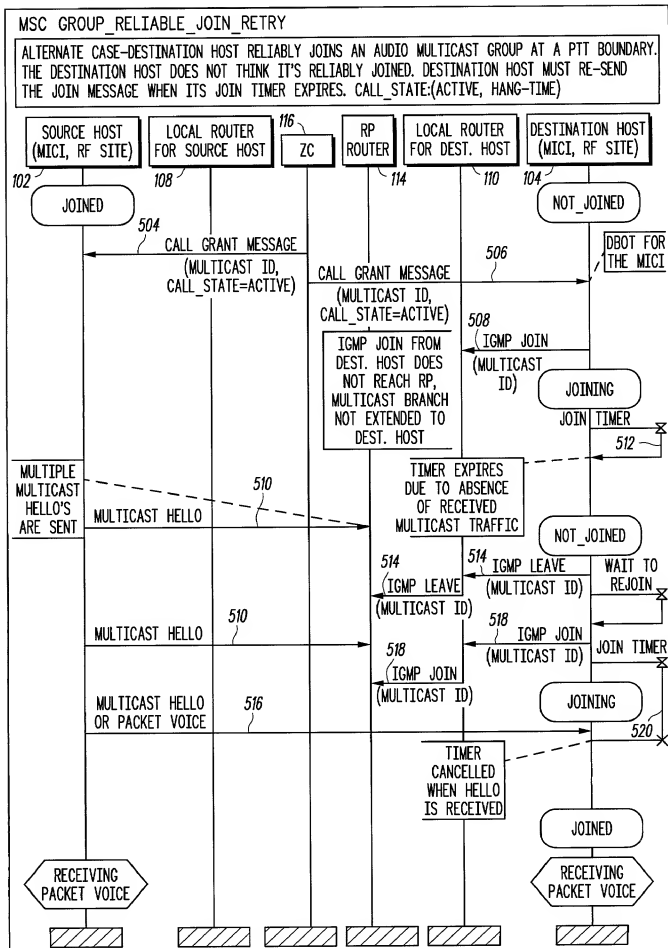 MSC GROUP_RELIABLE_JOIN_RETRY
ALTERNATE CASE-DESTINATION HOST RELIABLY JOINS AN AUDIO MULTICAST GROUP AT A PTT BOUNDARY.
THE DESTINATION HOST DOES NOT THINK IT'S RELIABLY JOINED. DESTINATION HOST MUST RE-SEND
THE JOIN MESSAGE WHEN ITS JOIN TIMER EXPIRES. CALL_STATE:(ACTIVE, HANG-TIME)
SOURCE HOST
(MICI, RF SITE)
102
LOCAL ROUTER
FOR SOURCE HOST
108
116
ZC
RP
ROUTER
114
LOCAL ROUTER
FOR DEST. HOST
110
DESTINATION HOST
(MICI, RF SITE)
104
JOINED
NOT_JOINED
504
CALL GRANT MESSAGE
(MULTICAST ID,
CALL_STATE=ACTIVE)
DBOT FOR
THE MICI
506
CALL GRANT MESSAGE
(MULTICAST ID,
CALL_STATE=ACTIVE)
508
IGMP JOIN
(MULTICAST
ID)
IGMP JOIN FROM
DEST. HOST DOES
NOT REACH RP,
MULTICAST BRANCH
NOT EXTENDED TO
DEST. HOST
JOINING
JOIN TIMER
512
TIMER EXPIRES
DUE TO ABSENCE
OF RECEIVED
MULTICAST TRAFFIC
MULTIPLE
MULTICAST
HELLO'S
ARE SENT
510
MULTICAST HELLO
NOT_JOINED
514
IGMP LEAVE
(MULTICAST ID)
WAIT TO
REJOIN
514
IGMP LEAVE
(MULTICAST ID)
510
MULTICAST HELLO
518
IGMP JOIN
(MULTICAST ID)
JOIN TIMER
518
IGMP JOIN
(MULTICAST ID)
JOINING
MULTICAST HELLO
OR PACKET VOICE
516
520
TIMER
CANCELLED
WHEN HELLO
IS RECEIVED
JOINED
RECEIVING
PACKET VOICE
RECEIVING
PACKET VOICE